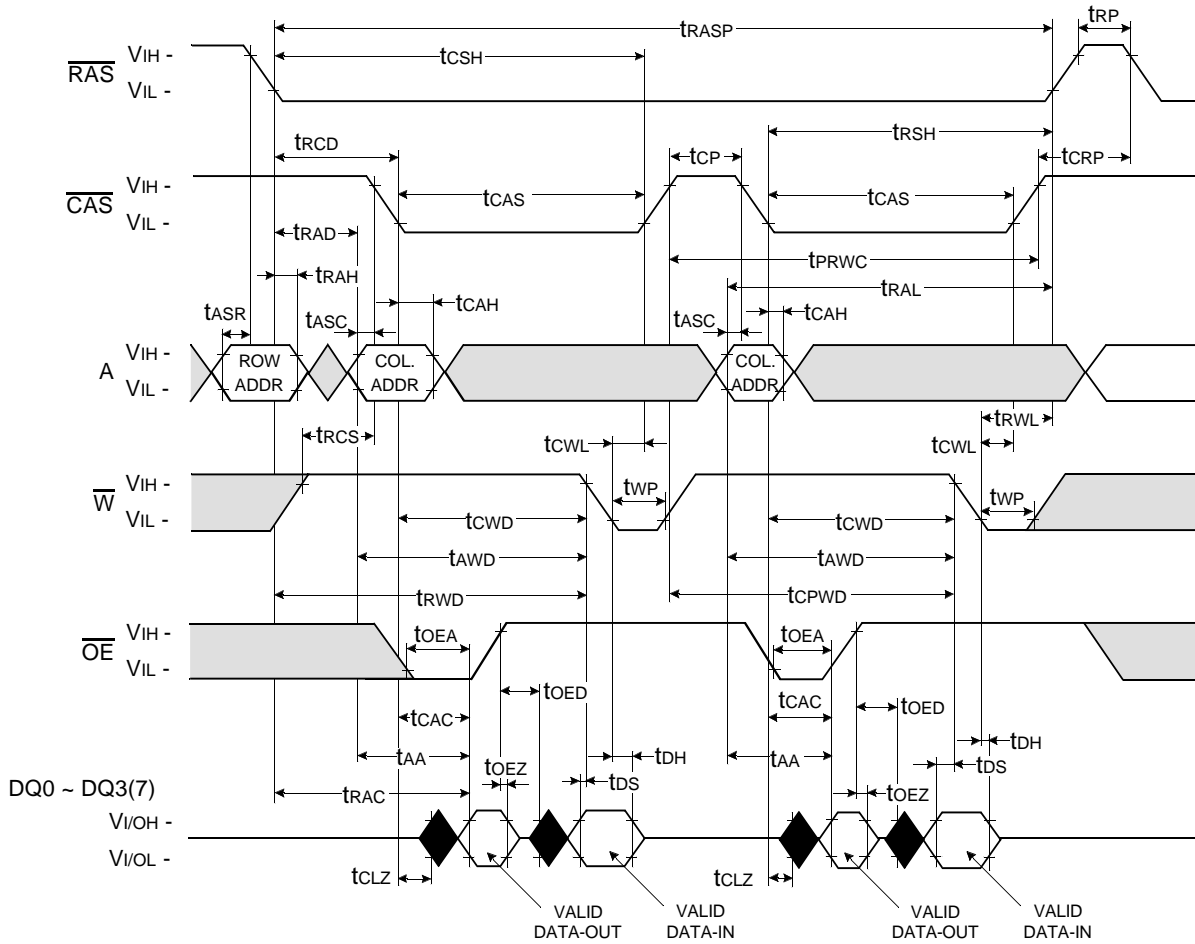 tRASP
tRP
tCSH
RAS
VIH -
VIL -
tRCD
tRSH
tCP
tCRP
CAS
VIH -
VIL -
tCAS
tCAS
tRAD
tPRWC
tRAH
tRAL
tASR
tASC
tCAH
tASC
tCAH
A
VIH -
VIL -
ROW
ADDR
COL.
ADDR
COL.
ADDR
tRCS
tCWL
tRWL
tCWL
W
VIH -
VIL -
tWP
tWP
tCWD
tCWD
tAWD
tAWD
tRWD
tCPWD
OE
VIH -
VIL -
tOEA
tOEA
tOED
tOED
tCAC
tCAC
tAA
tDH
tAA
tDH
tOEZ
tDS
tOEZ
tDS
DQ0 ~ DQ3(7)
tRAC
VI/OH -
VI/OL -
tCLZ
tCLZ
VALID
DATA-OUT
VALID
DATA-IN
VALID
DATA-OUT
VALID
DATA-IN